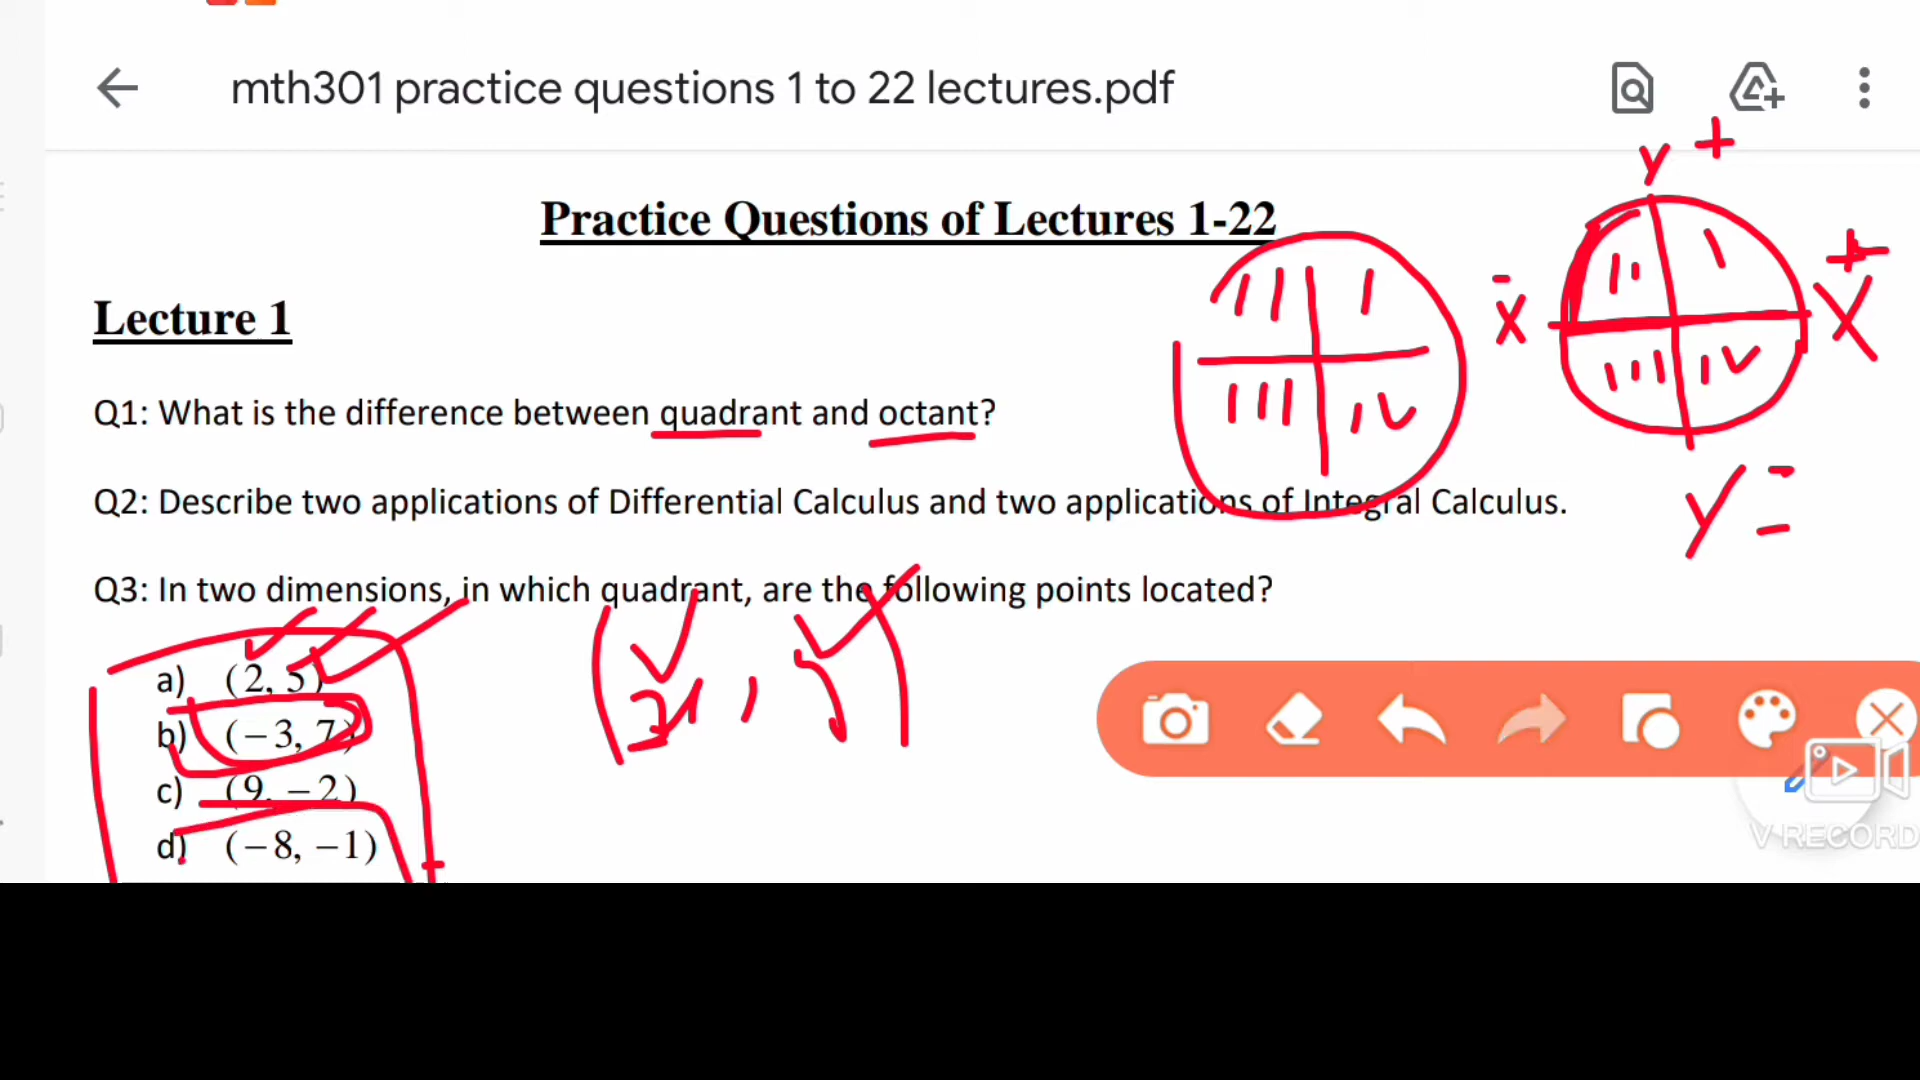 mth301 practice questions 1 to 22 lectures.pdf
Practice Questions of Lectures 1-22
Lecture 1
Q1: What is the difference between quadrant and octant?
Q2: Describe two applications of Differential Calculus and two applications of Integral Calculus.
Q3: In two dimensions, in which quadrant, are the following points located?
a) (2, 5)
b) (−3, 7)
c) (9, −2)
d) (−8, −1)
(x, y)
II I
III IV
y +
- x
+ x
II I
III IV
y -
V RECORD